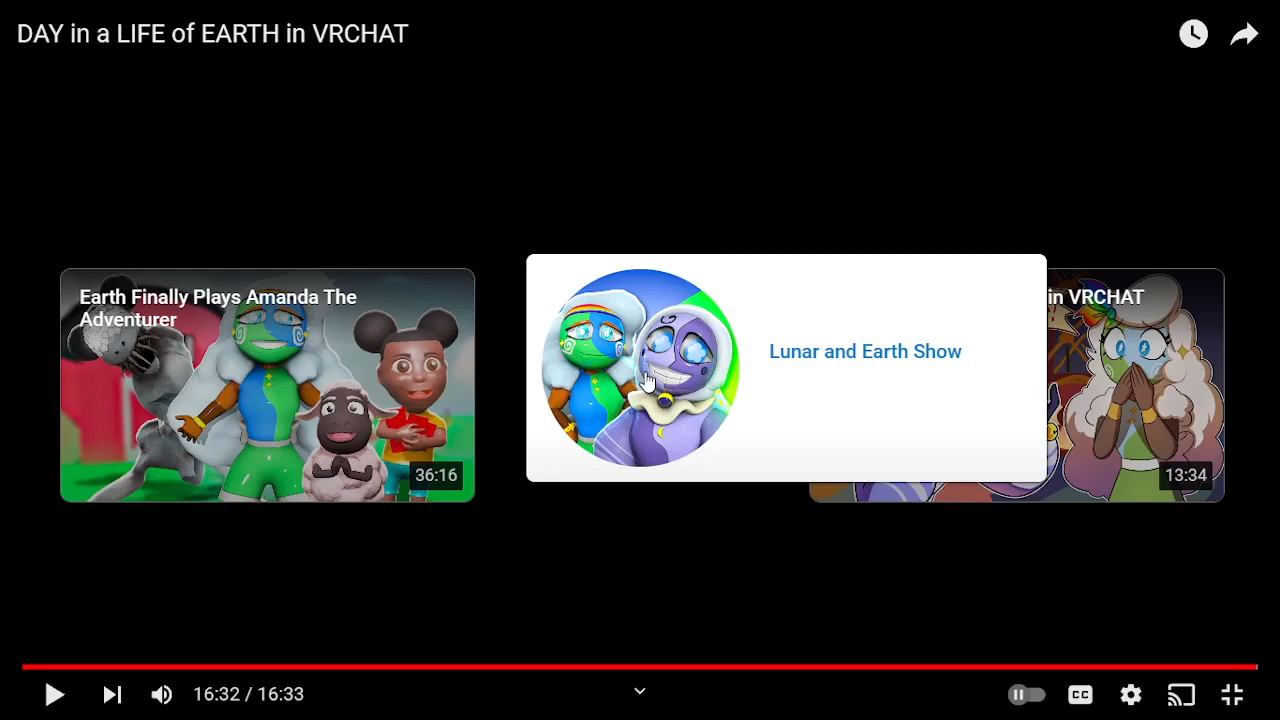 DAY in a LIFE of EARTH in VRCHAT
Earth Finally Plays Amanda The
Adventurer
36:16
Lunar and Earth Show
in VRCHAT
13:34
16:32 / 16:33
CC